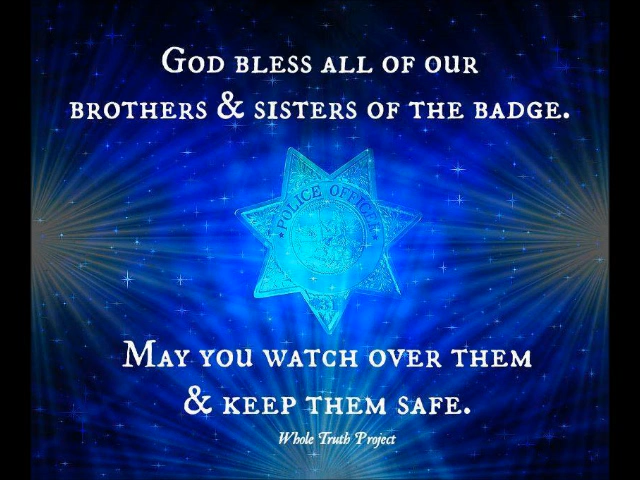 God bless all of our
brothers & sisters of the badge.
POLICE OFFICER
May you watch over them
& keep them safe.
Whole Truth Project